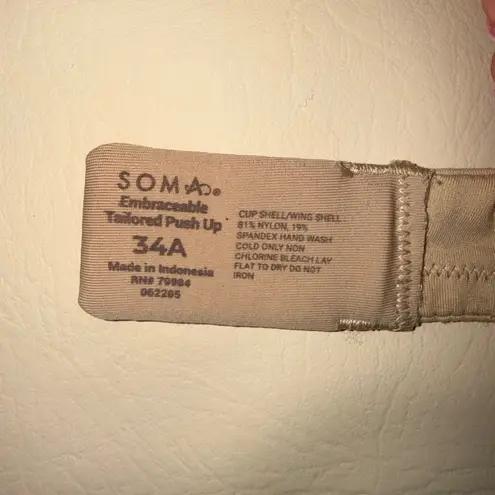 SOMA®
Embraceable
Tailored Push Up
34A
Made in Indonesia
RN# 79984
062205
CUP SHELL/WING SHELL
81% NYLON, 19%
SPANDEX HAND WASH
COLD ONLY NON
CHLORINE BLEACH LAY
FLAT TO DRY DO NOT
IRON